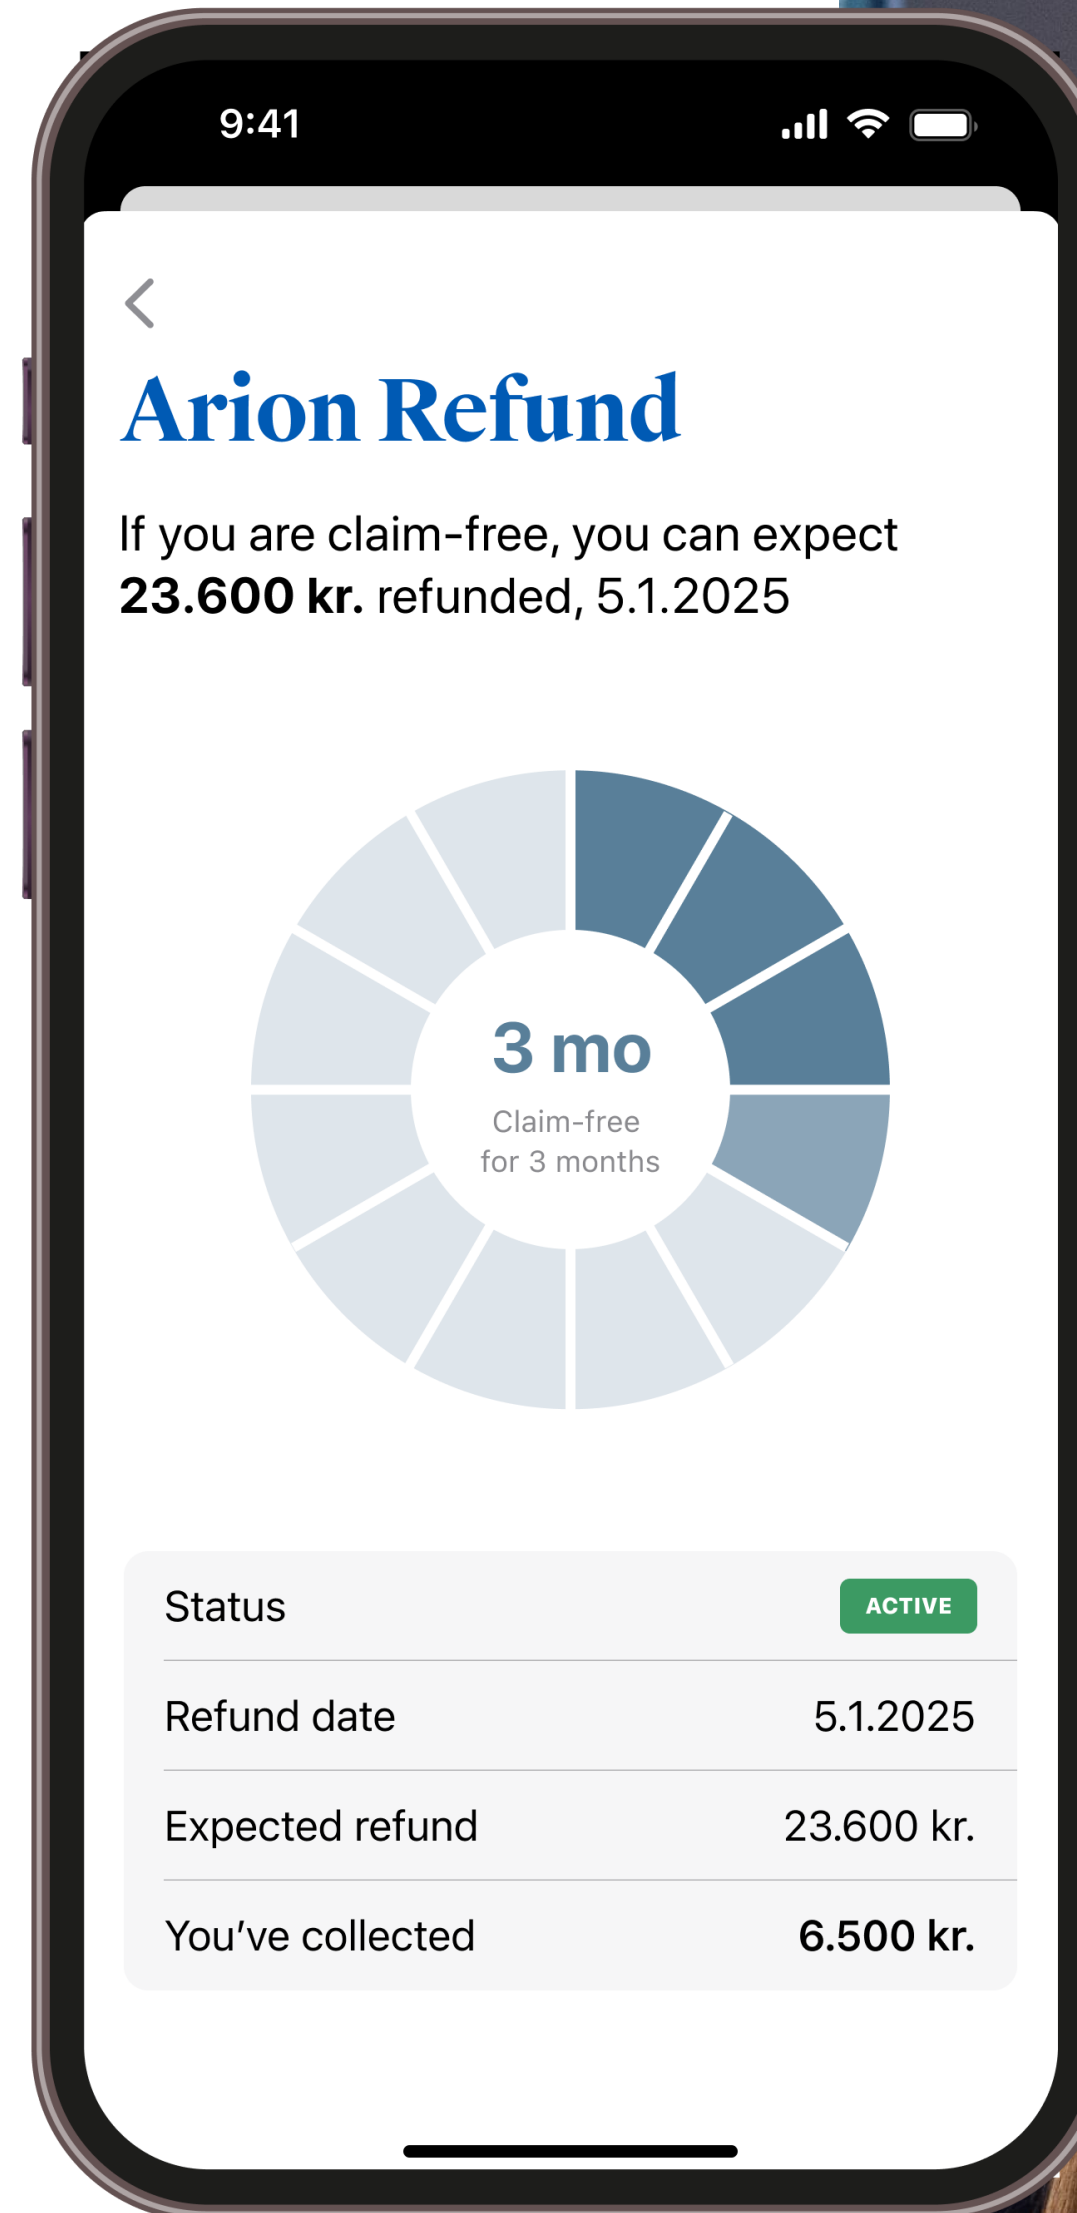 9:41
Arion Refund
If you are claim-free, you can expect
23.600 kr. refunded, 5.1.2025
3 mo
Claim-free
for 3 months
Status ACTIVE
Refund date 5.1.2025
Expected refund 23.600 kr.
You've collected 6.500 kr.